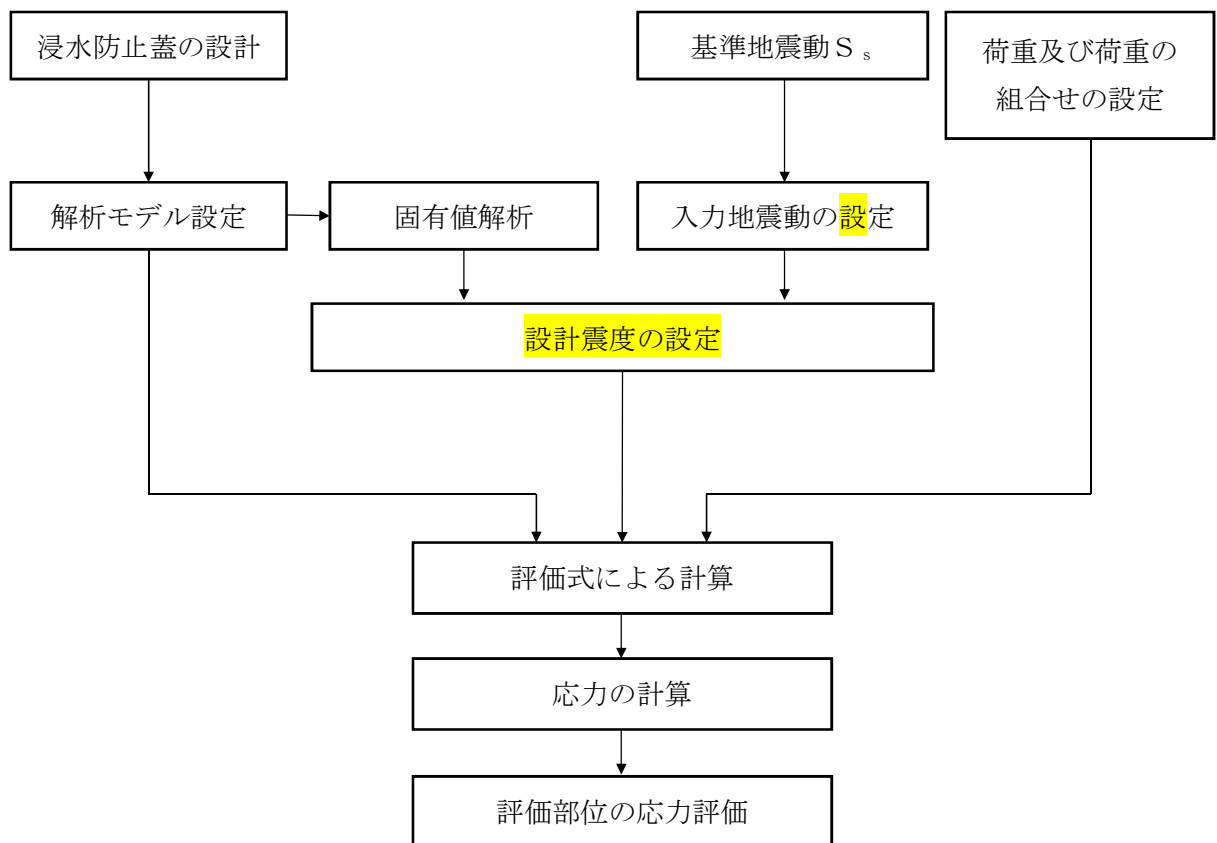 浸水防止蓋の設計
基準地震動Ｓｓ
荷重及び荷重の
組合せの設定
解析モデル設定
固有値解析
入力地震動の設定
設計震度の設定
評価式による計算
応力の計算
評価部位の応力評価